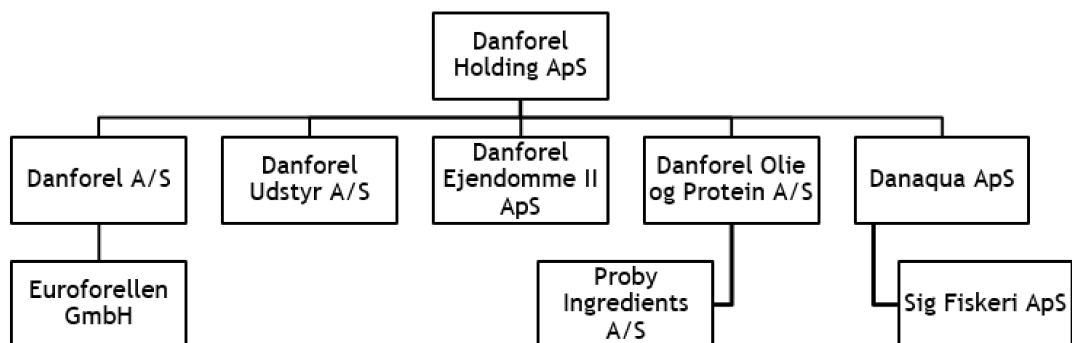 Danforel
Holding ApS
Danforel A/S
Danforel
Udstyr A/S
Danforel
Ejendomme II
ApS
Danforel Olie
og Protein A/S
Danaqua ApS
Euroforellen
GmbH
Proby
Ingredients
A/S
Sig Fiskeri ApS